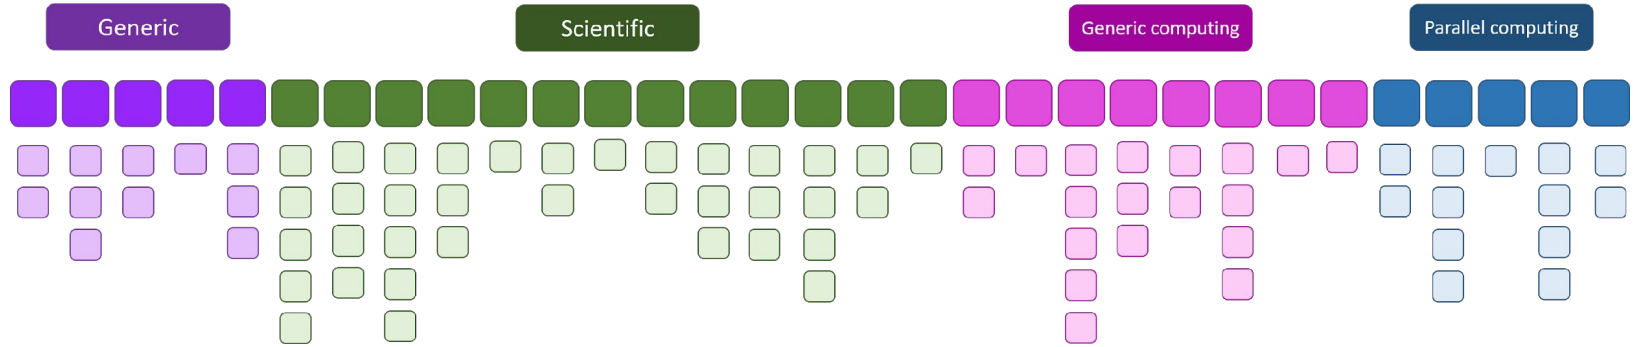 Generic
Scientific
Generic computing
Parallel computing